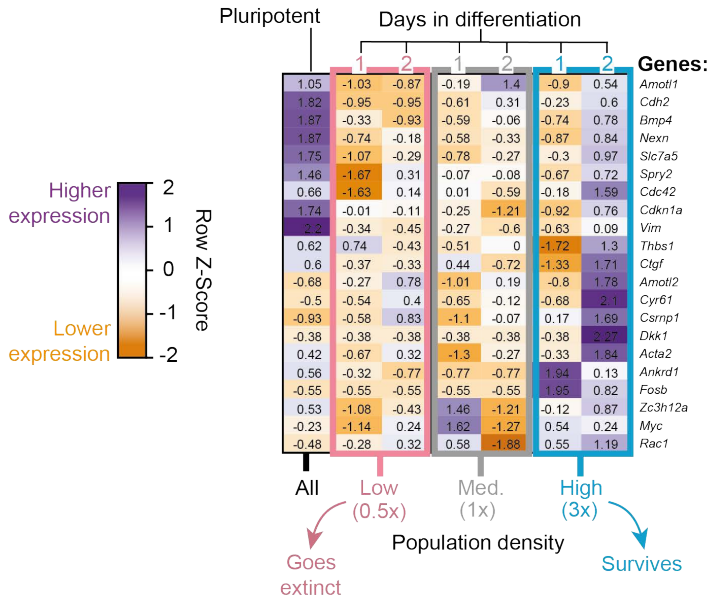 Pluripotent
Days in differentiation
1 2 1 2 1 2 Genes:
1.05 -1.03 -0.87 -0.19 1.4 -0.9 0.54 Amotl1
1.82 -0.95 -0.95 -0.61 0.31 -0.23 0.6 Cdh2
1.87 -0.33 -0.93 -0.59 -0.06 -0.74 0.78 Bmp4
1.87 -0.74 -0.18 -0.58 -0.33 -0.87 0.84 Nexn
1.75 -1.07 -0.29 -0.78 -0.27 -0.3 0.97 Slc7a5
1.46 -1.67 0.31 -0.07 -0.08 -0.67 0.72 Spry2
0.66 -1.63 0.14 0.01 -0.59 -0.18 1.59 Cdc42
1.74 -0.01 -0.11 -0.25 -1.21 -0.92 0.76 Cdkn1a
2.2 -0.34 -0.45 -0.27 -0.6 -0.63 0.09 Vim
0.62 0.74 -0.43 -0.51 0 -1.72 1.3 Thbs1
0.6 -0.37 -0.33 0.44 -0.72 -1.33 1.71 Ctgf
-0.68 -0.27 0.78 -1.01 0.19 -0.8 1.78 Amotl2
-0.5 -0.54 0.4 -0.65 -0.12 -0.68 2.1 Cyr61
-0.93 -0.58 0.83 -1.1 -0.07 0.17 1.69 Csrnp1
-0.38 -0.38 -0.38 -0.38 -0.38 -0.38 2.27 Dkk1
0.42 -0.67 0.32 -1.3 -0.27 -0.33 1.84 Acta2
0.56 -0.32 -0.77 -0.77 -0.77 1.94 0.13 Ankrd1
-0.55 -0.55 -0.55 -0.55 -0.55 1.95 0.82 Fosb
0.53 -1.08 -0.43 1.46 -1.21 -0.12 0.87 Zc3h12a
-0.23 -1.14 0.24 1.62 -1.27 0.54 0.24 Myc
-0.48 -0.28 0.32 0.58 -1.88 0.55 1.19 Rac1
Higher
expression
Lower
expression
2
1
0
-1
-2
Row Z-Score
All Low Med. High
(0.5x) (1x) (3x)
Population density
Goes
extinct
Survives